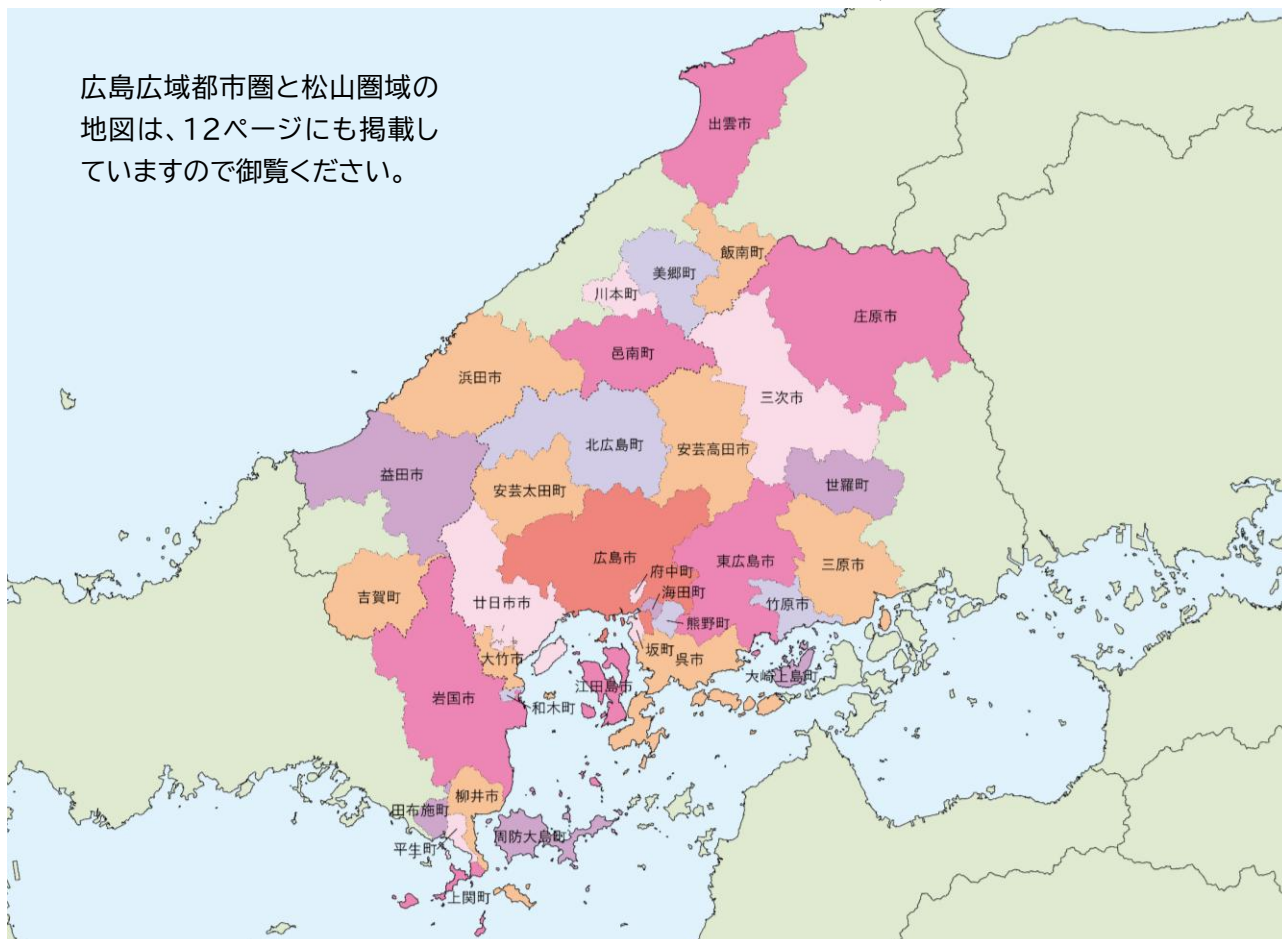 広島広域都市圏と松山圏域の
地図は、12ページにも掲載し
ていますので御覧ください。
出雲市
飯南町
美郷町
川本町
庄原市
邑南町
浜田市
三次市
北広島町
安芸高田市
益田市
安芸太田町
世羅町
広島市
東広島市
三原市
府中町
海田町
吉賀町
廿日市市
竹原市
熊野町
坂町
呉市
大竹市
大崎上島町
江田島市
岩国市
和木町
柳井市
田布施町
周防大島町
平生町
上関町